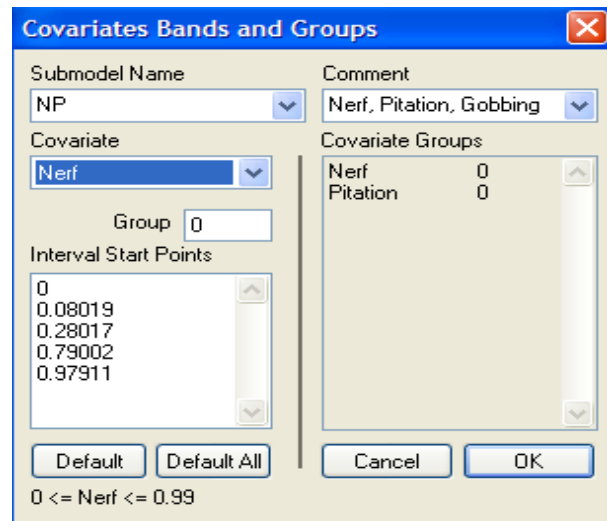 Covariates Bands and Groups
Submodel Name
NP
Comment
Nerf, Pitation, Gobbing
Covariate
Nerf
Group 0
Interval Start Points
0
0.08019
0.28017
0.79002
0.97911
Default
Default All
0 <= Nerf <= 0.99
Covariate Groups
Nerf 0
Pitation 0
Cancel
OK